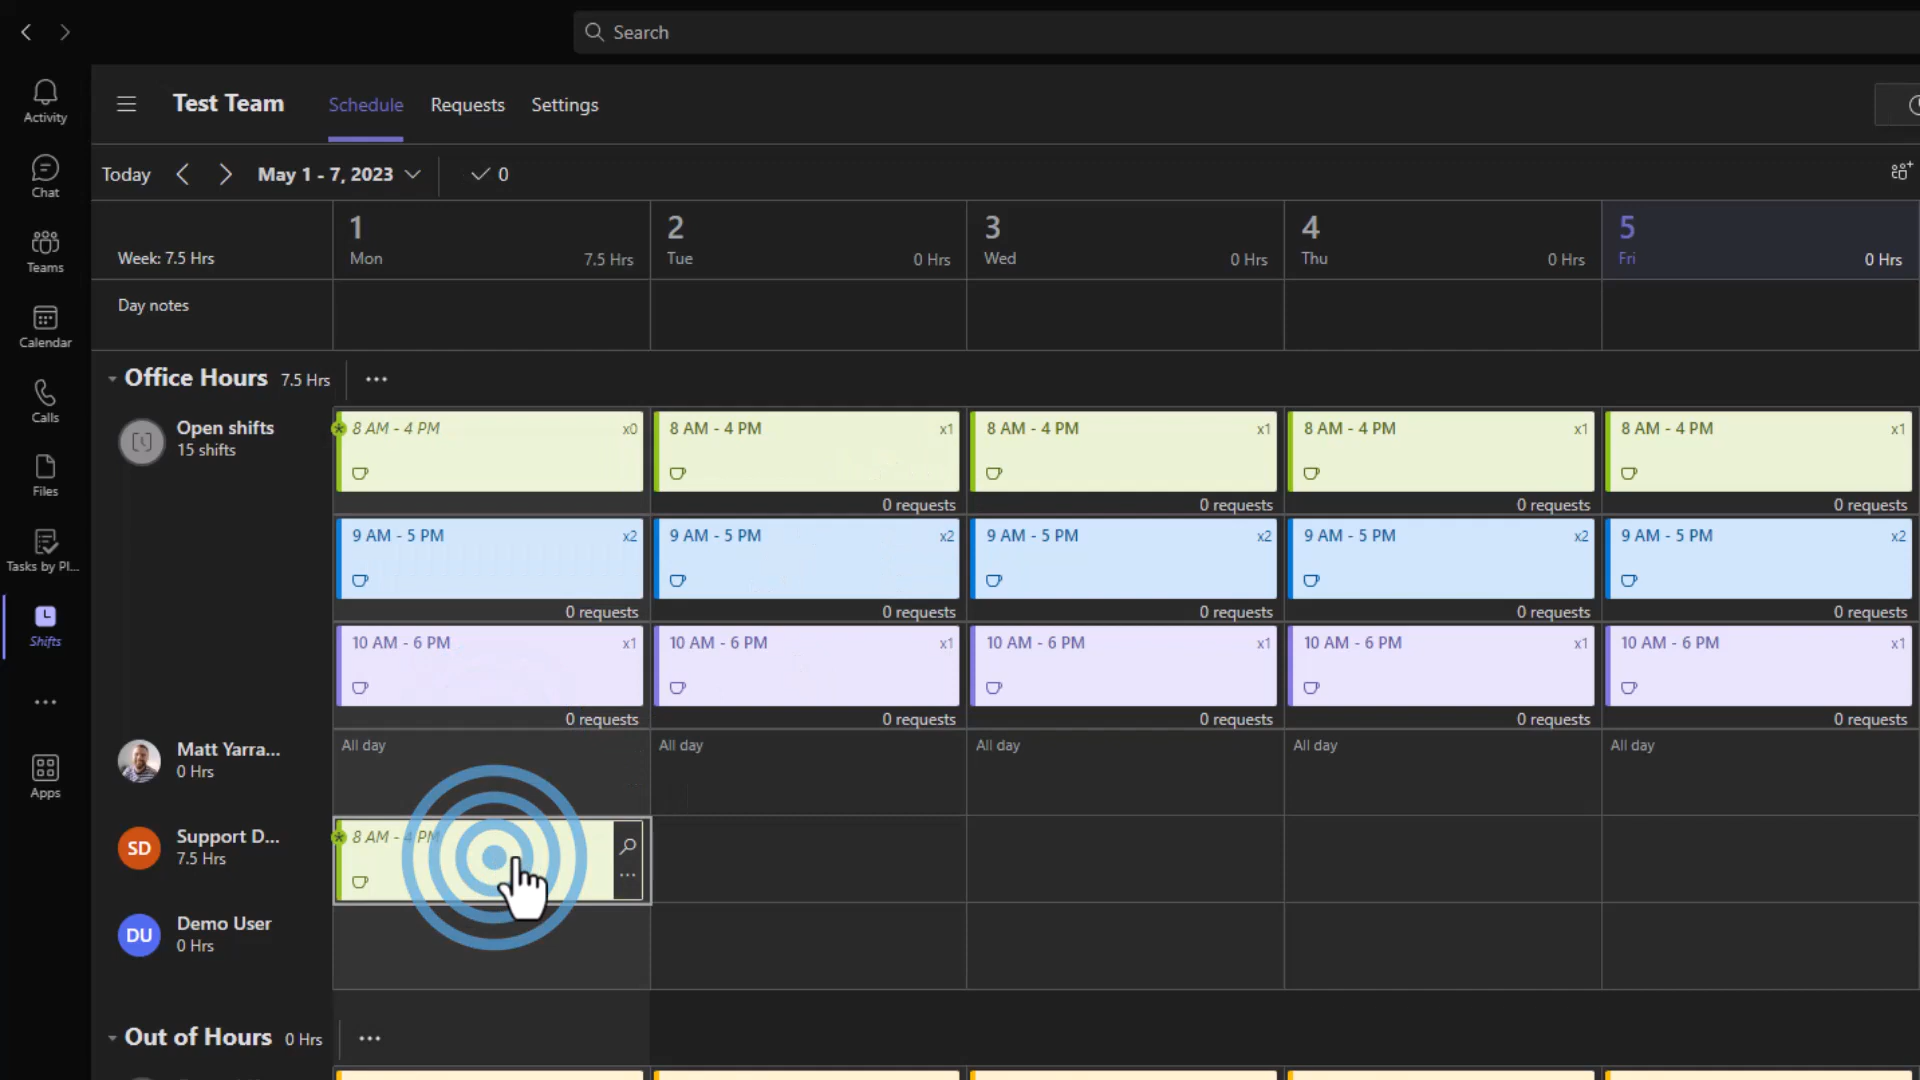 Search
Activity
Chat
Teams
Calendar
Calls
Files
Tasks by Pl...
Shifts
Apps
Test Team
Schedule
Requests
Settings
Today
May 1 - 7, 2023
0
Week: 7.5 Hrs
1
Mon
7.5 Hrs
2
Tue
0 Hrs
3
Wed
0 Hrs
4
Thu
0 Hrs
5
Fri
0 Hrs
Day notes
Office Hours 7.5 Hrs
Open shifts
15 shifts
8 AM - 4 PM x0
8 AM - 4 PM x1
0 requests
8 AM - 4 PM x1
0 requests
8 AM - 4 PM x1
0 requests
8 AM - 4 PM x1
0 requests
9 AM - 5 PM x2
0 requests
9 AM - 5 PM x2
0 requests
9 AM - 5 PM x2
0 requests
9 AM - 5 PM x2
0 requests
9 AM - 5 PM x2
0 requests
10 AM - 6 PM x1
0 requests
10 AM - 6 PM x1
0 requests
10 AM - 6 PM x1
0 requests
10 AM - 6 PM x1
0 requests
10 AM - 6 PM x1
0 requests
Matt Yarra...
0 Hrs
All day
All day
All day
All day
All day
SD
Support D...
7.5 Hrs
8 AM - 4 PM
DU
Demo User
0 Hrs
Out of Hours 0 Hrs